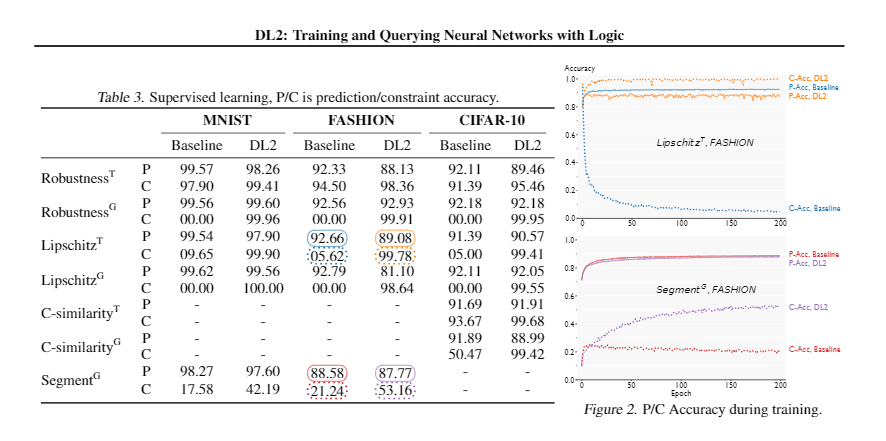 DL2: Training and Querying Neural Networks with Logic
Table 3. Supervised learning, P/C is prediction/constraint accuracy.
MNIST FASHION CIFAR-10
Baseline DL2 Baseline DL2 Baseline DL2
Robustness^T P 99.57 98.26 92.33 88.13 92.11 89.46
C 97.90 99.41 94.50 98.36 91.39 95.46
Robustness^G P 99.56 99.60 92.56 92.93 92.18 92.18
C 00.00 99.96 00.00 99.91 00.00 99.95
Lipschitz^T P 99.54 97.90 92.66 89.08 91.39 90.57
C 09.65 99.90 05.62 99.78 05.00 99.41
Lipschitz^G P 99.62 99.56 92.79 81.10 92.11 92.05
C 00.00 100.00 00.00 98.64 00.00 99.55
C-similarity^T P - - - - 91.69 91.91
C - - - - 93.67 99.68
C-similarity^G P - - - - 91.89 88.99
C - - - - 50.47 99.42
Segment^G P 98.27 97.60 88.58 87.77 - -
C 17.58 42.19 21.24 53.16 - -
Accuracy
1.0
0.8
0.6
0.4
0.2
0.0
0 50 100 150 200
C-Acc, DL2
P-Acc, Baseline
P-Acc, DL2
Lipschitz^T, FASHION
C-Acc, Baseline
1.0
0.8
0.6
0.4
0.2
0.0
0 50 100 150 200
Epoch
P-Acc, Baseline
P-Acc, DL2
Segment^G, FASHION
C-Acc, DL2
C-Acc, Baseline
Figure 2. P/C Accuracy during training.